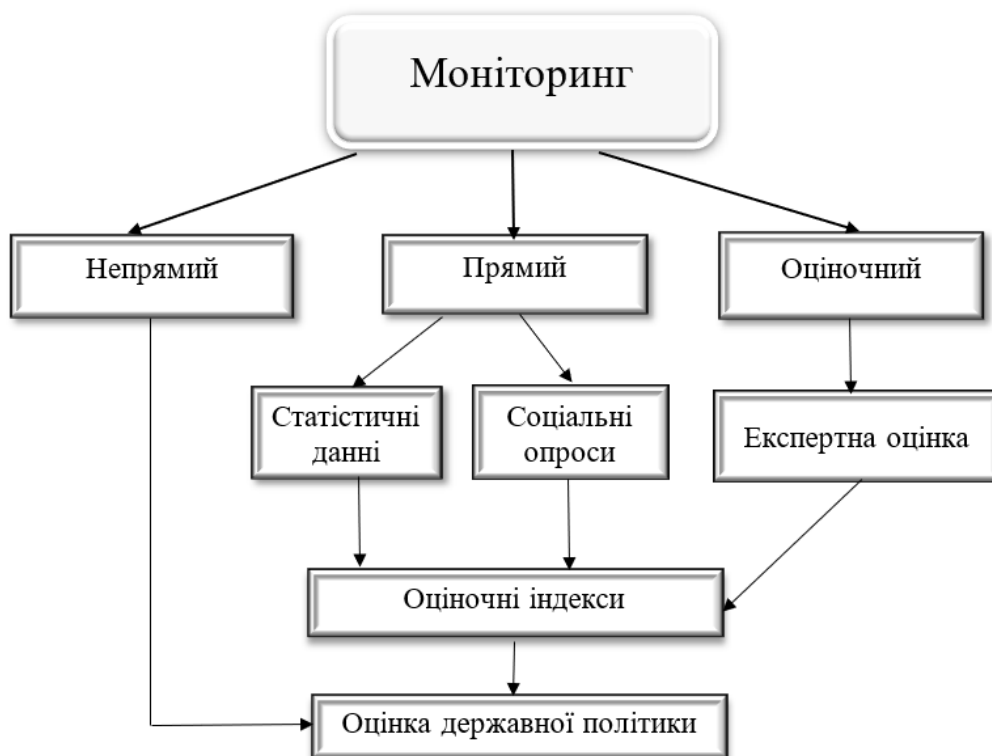 Моніторинг
Непрямий
Прямий
Оціночний
Статістичні
данні
Соціальні
опроси
Експертна оцінка
Оціночні індекси
Оцінка державної політики